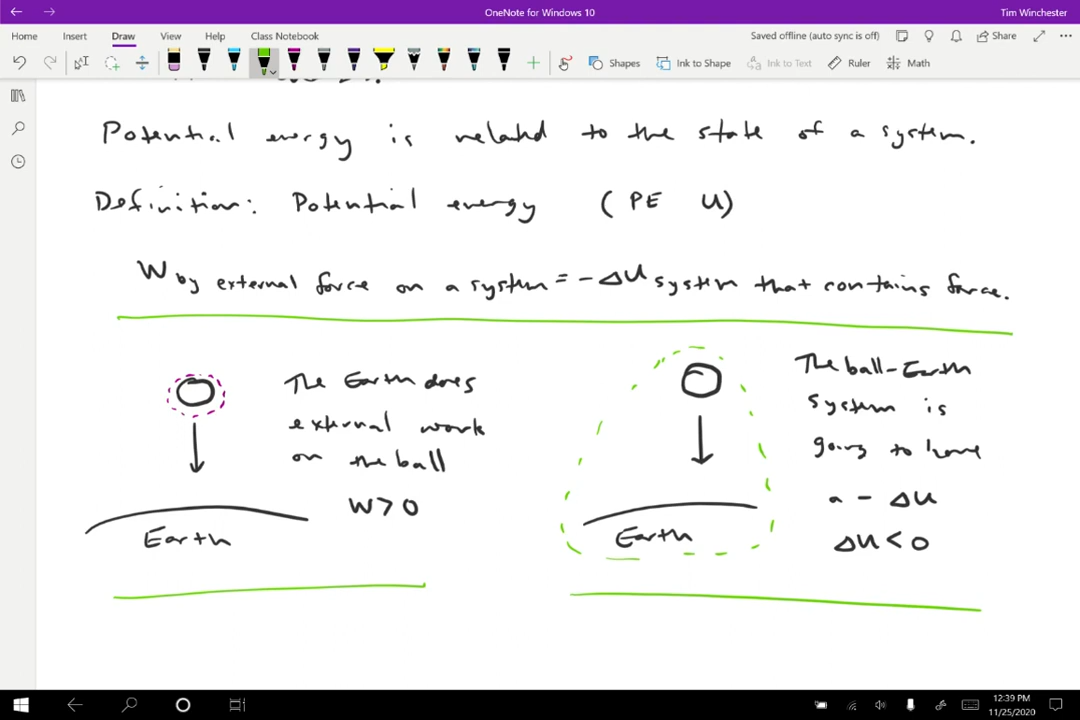 OneNote for Windows 10
Tim Winchester
Home Insert Draw View Help Class Notebook
Saved offline (auto sync is off) Share
Shapes Ink to Shape Ink to Text Ruler Math
Potential energy is related to the state of a system.
Definition: Potential energy (PE U)
W by external force on a system = - ΔU system that contains force.
The Earth does
external work
on the ball
W > 0
Earth
The ball-Earth
system is
going to have
a - ΔU
ΔU < 0
Earth
12:39 PM
11/25/2020